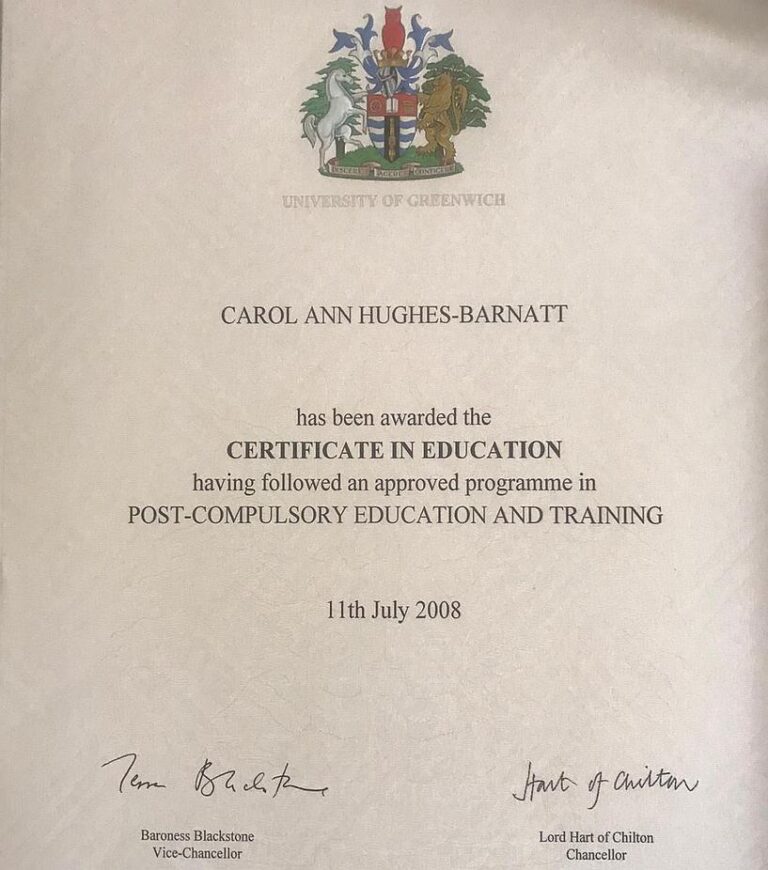 UNIVERSITY OF GREENWICH
CAROL ANN HUGHES-BARNATT
has been awarded the
CERTIFICATE IN EDUCATION
having followed an approved programme in
POST-COMPULSORY EDUCATION AND TRAINING
11th July 2008
Hart of Chilton
Baroness Blackstone
Vice-Chancellor
Lord Hart of Chilton
Chancellor